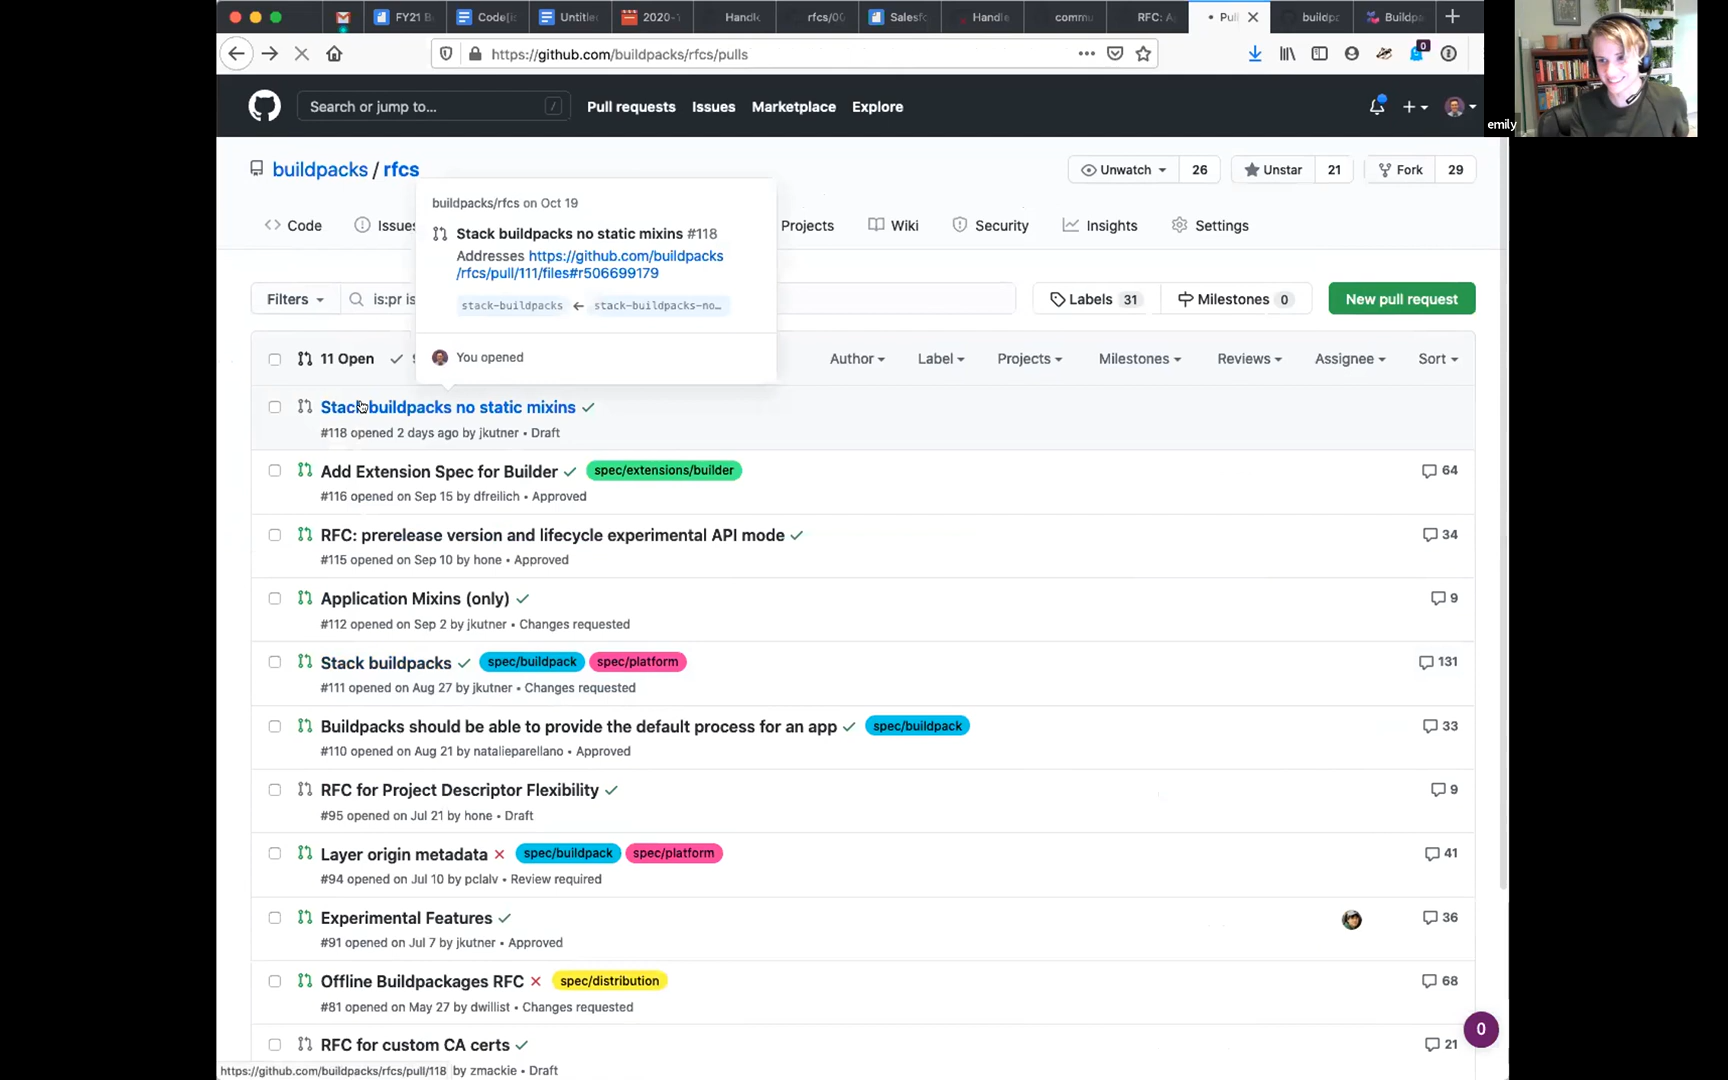 FY21 B
Code[i
Untitle
2020-1
Handl
rfcs/00
Salesf
Handle
commu
RFC: A
Pul
buildpc
Buildpa
https://github.com/buildpacks/rfcs/pulls
0
emily
Search or jump to...
/
Pull requests
Issues
Marketplace
Explore
buildpacks / rfcs
Unwatch
26
Unstar
21
Fork
29
Code
Issues
Projects
Wiki
Security
Insights
Settings
buildpacks/rfcs on Oct 19
Stack buildpacks no static mixins #118
Addresses https://github.com/buildpacks
/rfcs/pull/111/files#r506699179
stack-buildpacks
stack-buildpacks-no…
You opened
Filters
is:pr is
Labels 31
Milestones 0
New pull request
11 Open
Author
Label
Projects
Milestones
Reviews
Assignee
Sort
Stack buildpacks no static mixins
#118 opened 2 days ago by jkutner • Draft
Add Extension Spec for Builder spec/extensions/builder 64
#116 opened on Sep 15 by dfreilich • Approved
RFC: prerelease version and lifecycle experimental API mode 34
#115 opened on Sep 10 by hone • Approved
Application Mixins (only) 9
#112 opened on Sep 2 by jkutner • Changes requested
Stack buildpacks spec/buildpack spec/platform 131
#111 opened on Aug 27 by jkutner • Changes requested
Buildpacks should be able to provide the default process for an app spec/buildpack 33
#110 opened on Aug 21 by natalieparellano • Approved
RFC for Project Descriptor Flexibility 9
#95 opened on Jul 21 by hone • Draft
Layer origin metadata spec/buildpack spec/platform 41
#94 opened on Jul 10 by pclalv • Review required
Experimental Features 36
#91 opened on Jul 7 by jkutner • Approved
Offline Buildpackages RFC spec/distribution 68
#81 opened on May 27 by dwillist • Changes requested
0
RFC for custom CA certs 21
https://github.com/buildpacks/rfcs/pull/118 by zmackie • Draft